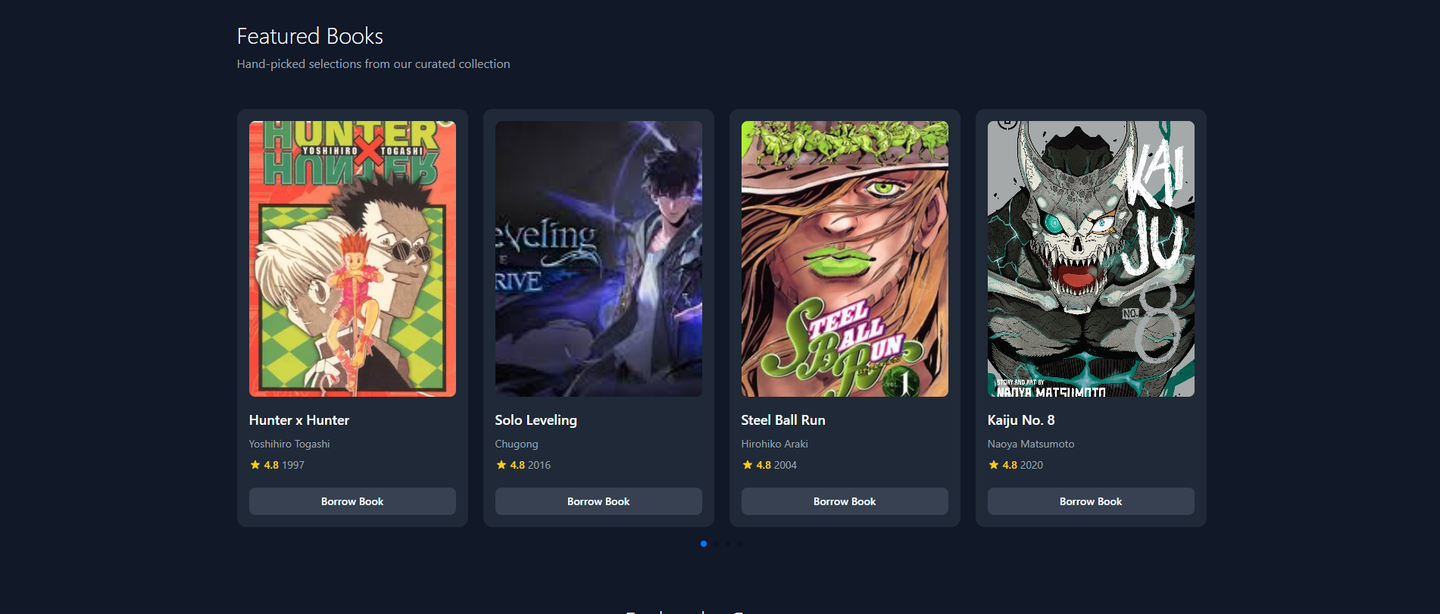 Featured Books
Hand-picked selections from our curated collection
HUNTER
YOSHIHIRO TOGASHI
HUNTER
eveling
RIVE
STEEL
BALL
RUN
VOL. 1
KAI
JU
NO. 8
STORY AND ART BY
NAOYA MATSUMOTO
Hunter x Hunter
Yoshihiro Togashi
4.8 1997
Borrow Book
Solo Leveling
Chugong
4.8 2016
Borrow Book
Steel Ball Run
Hirohiko Araki
4.8 2004
Borrow Book
Kaiju No. 8
Naoya Matsumoto
4.8 2020
Borrow Book